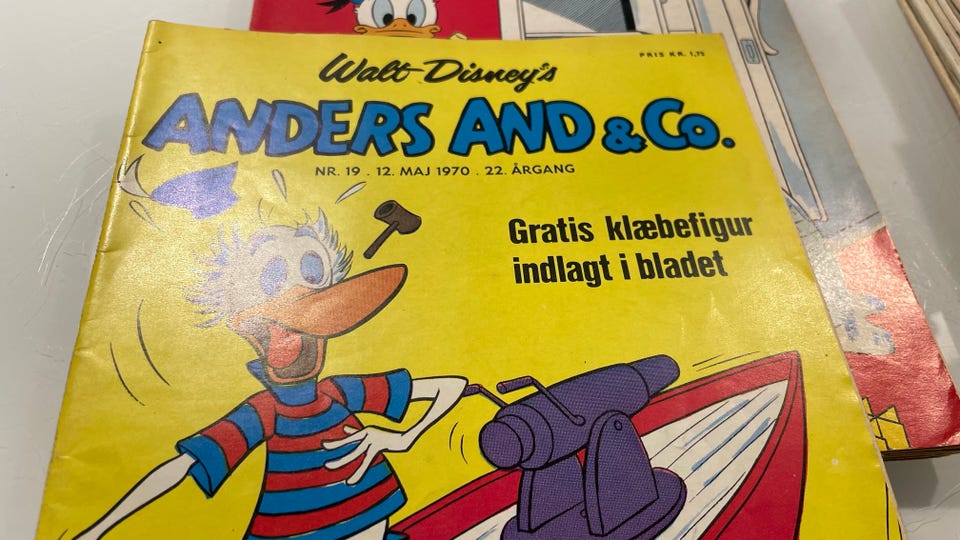 PRIS KR. 1,75
Walt Disney's
ANDERS AND & Co.
NR. 19 . 12. MAJ 1970 . 22. ÅRGANG
Gratis klæbefigur
indlagt i bladet